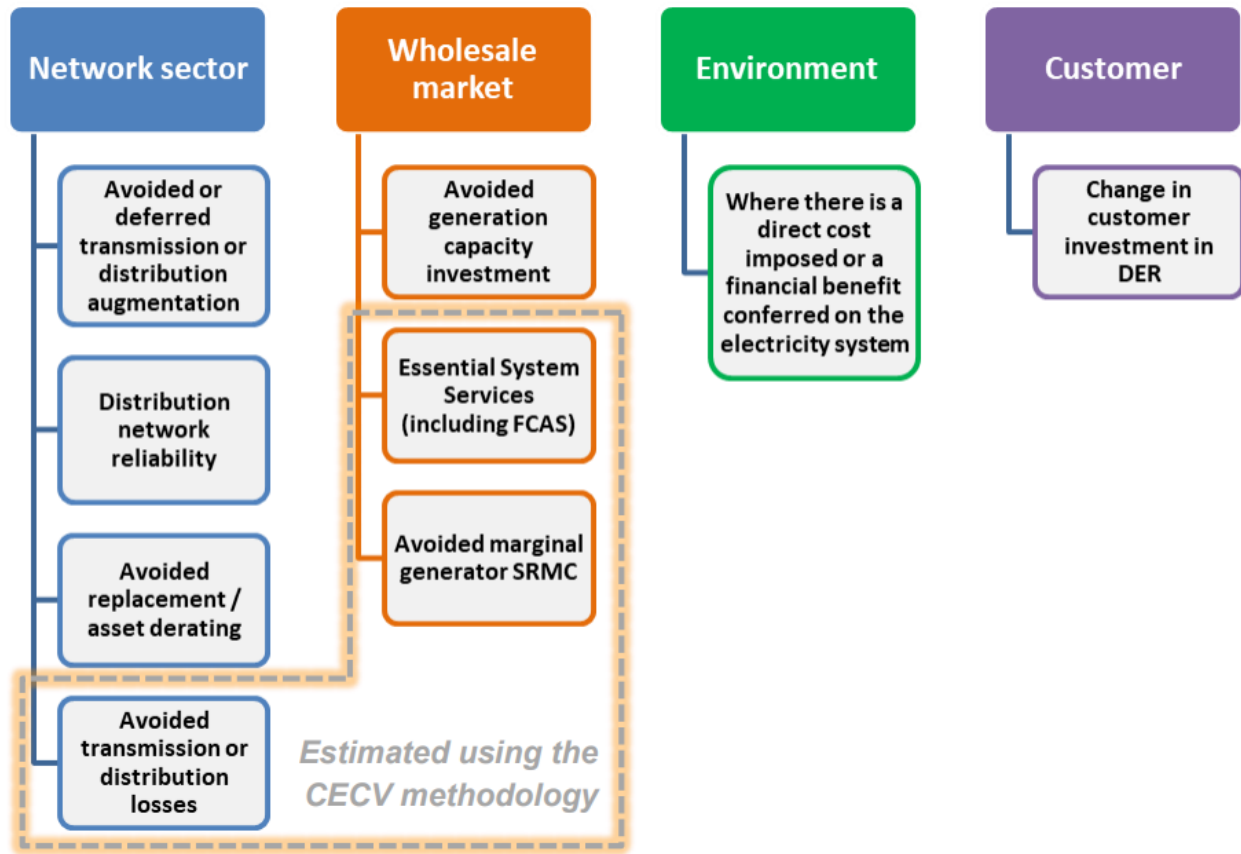 Network sector
Avoided or
deferred
transmission or
distribution
augmentation
Distribution
network
reliability
Avoided
replacement /
asset derating
Avoided
transmission or
distribution
losses
Wholesale
market
Avoided
generation
capacity
investment
Essential System
Services
(including FCAS)
Avoided marginal
generator SRMC
Estimated using the
CECV methodology
Environment
Where there is a
direct cost
imposed or a
financial benefit
conferred on the
electricity system
Customer
Change in
customer
investment in
DER